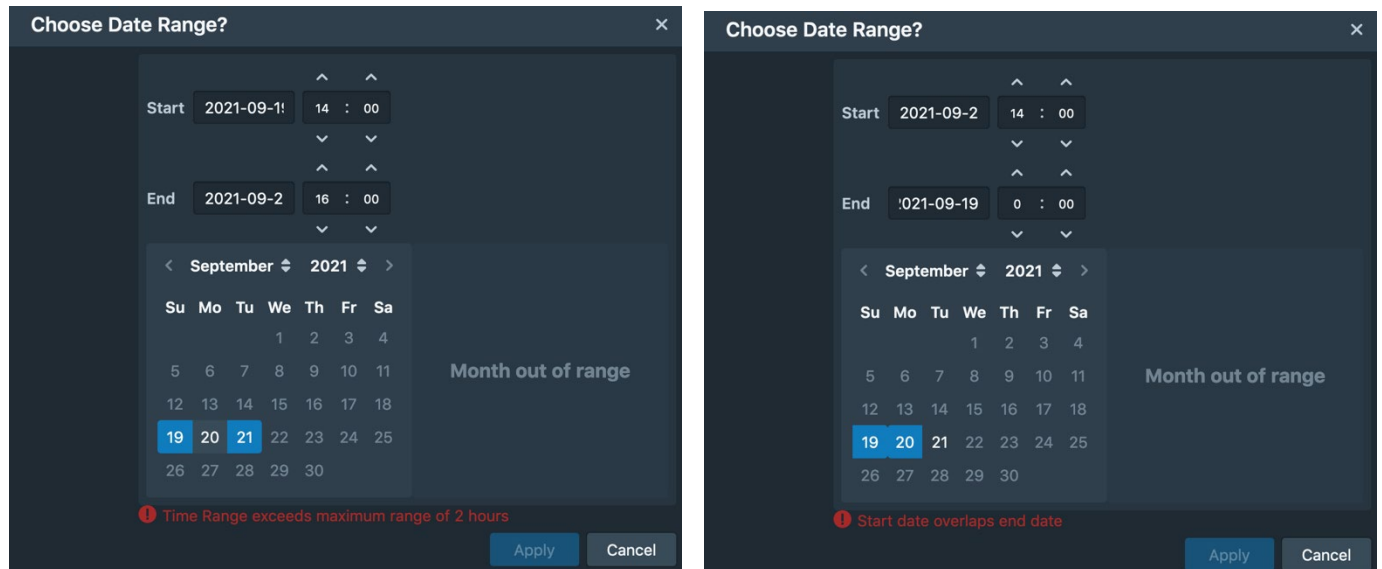 Choose Date Range? ×
Start 2021-09-1 14 : 00
End 2021-09-2 16 : 00
< September 2021 >
Su Mo Tu We Th Fr Sa
1 2 3 4
5 6 7 8 9 10 11
12 13 14 15 16 17 18
19 20 21 22 23 24 25
26 27 28 29 30
Month out of range
! Time Range exceeds maximum range of 2 hours
Apply Cancel
Choose Date Range? ×
Start 2021-09-2 14 : 00
End 2021-09-19 0 : 00
< September 2021 >
Su Mo Tu We Th Fr Sa
1 2 3 4
5 6 7 8 9 10 11
12 13 14 15 16 17 18
19 20 21 22 23 24 25
26 27 28 29 30
Month out of range
! Start date overlaps end date
Apply Cancel